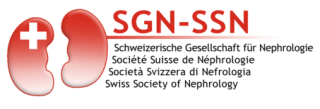 SGN-SSN
Schweizerische Gesellschaft für Nephrologie
Société Suisse de Néphrologie
Società Svizzera di Nefrologia
Swiss Society of Nephrology